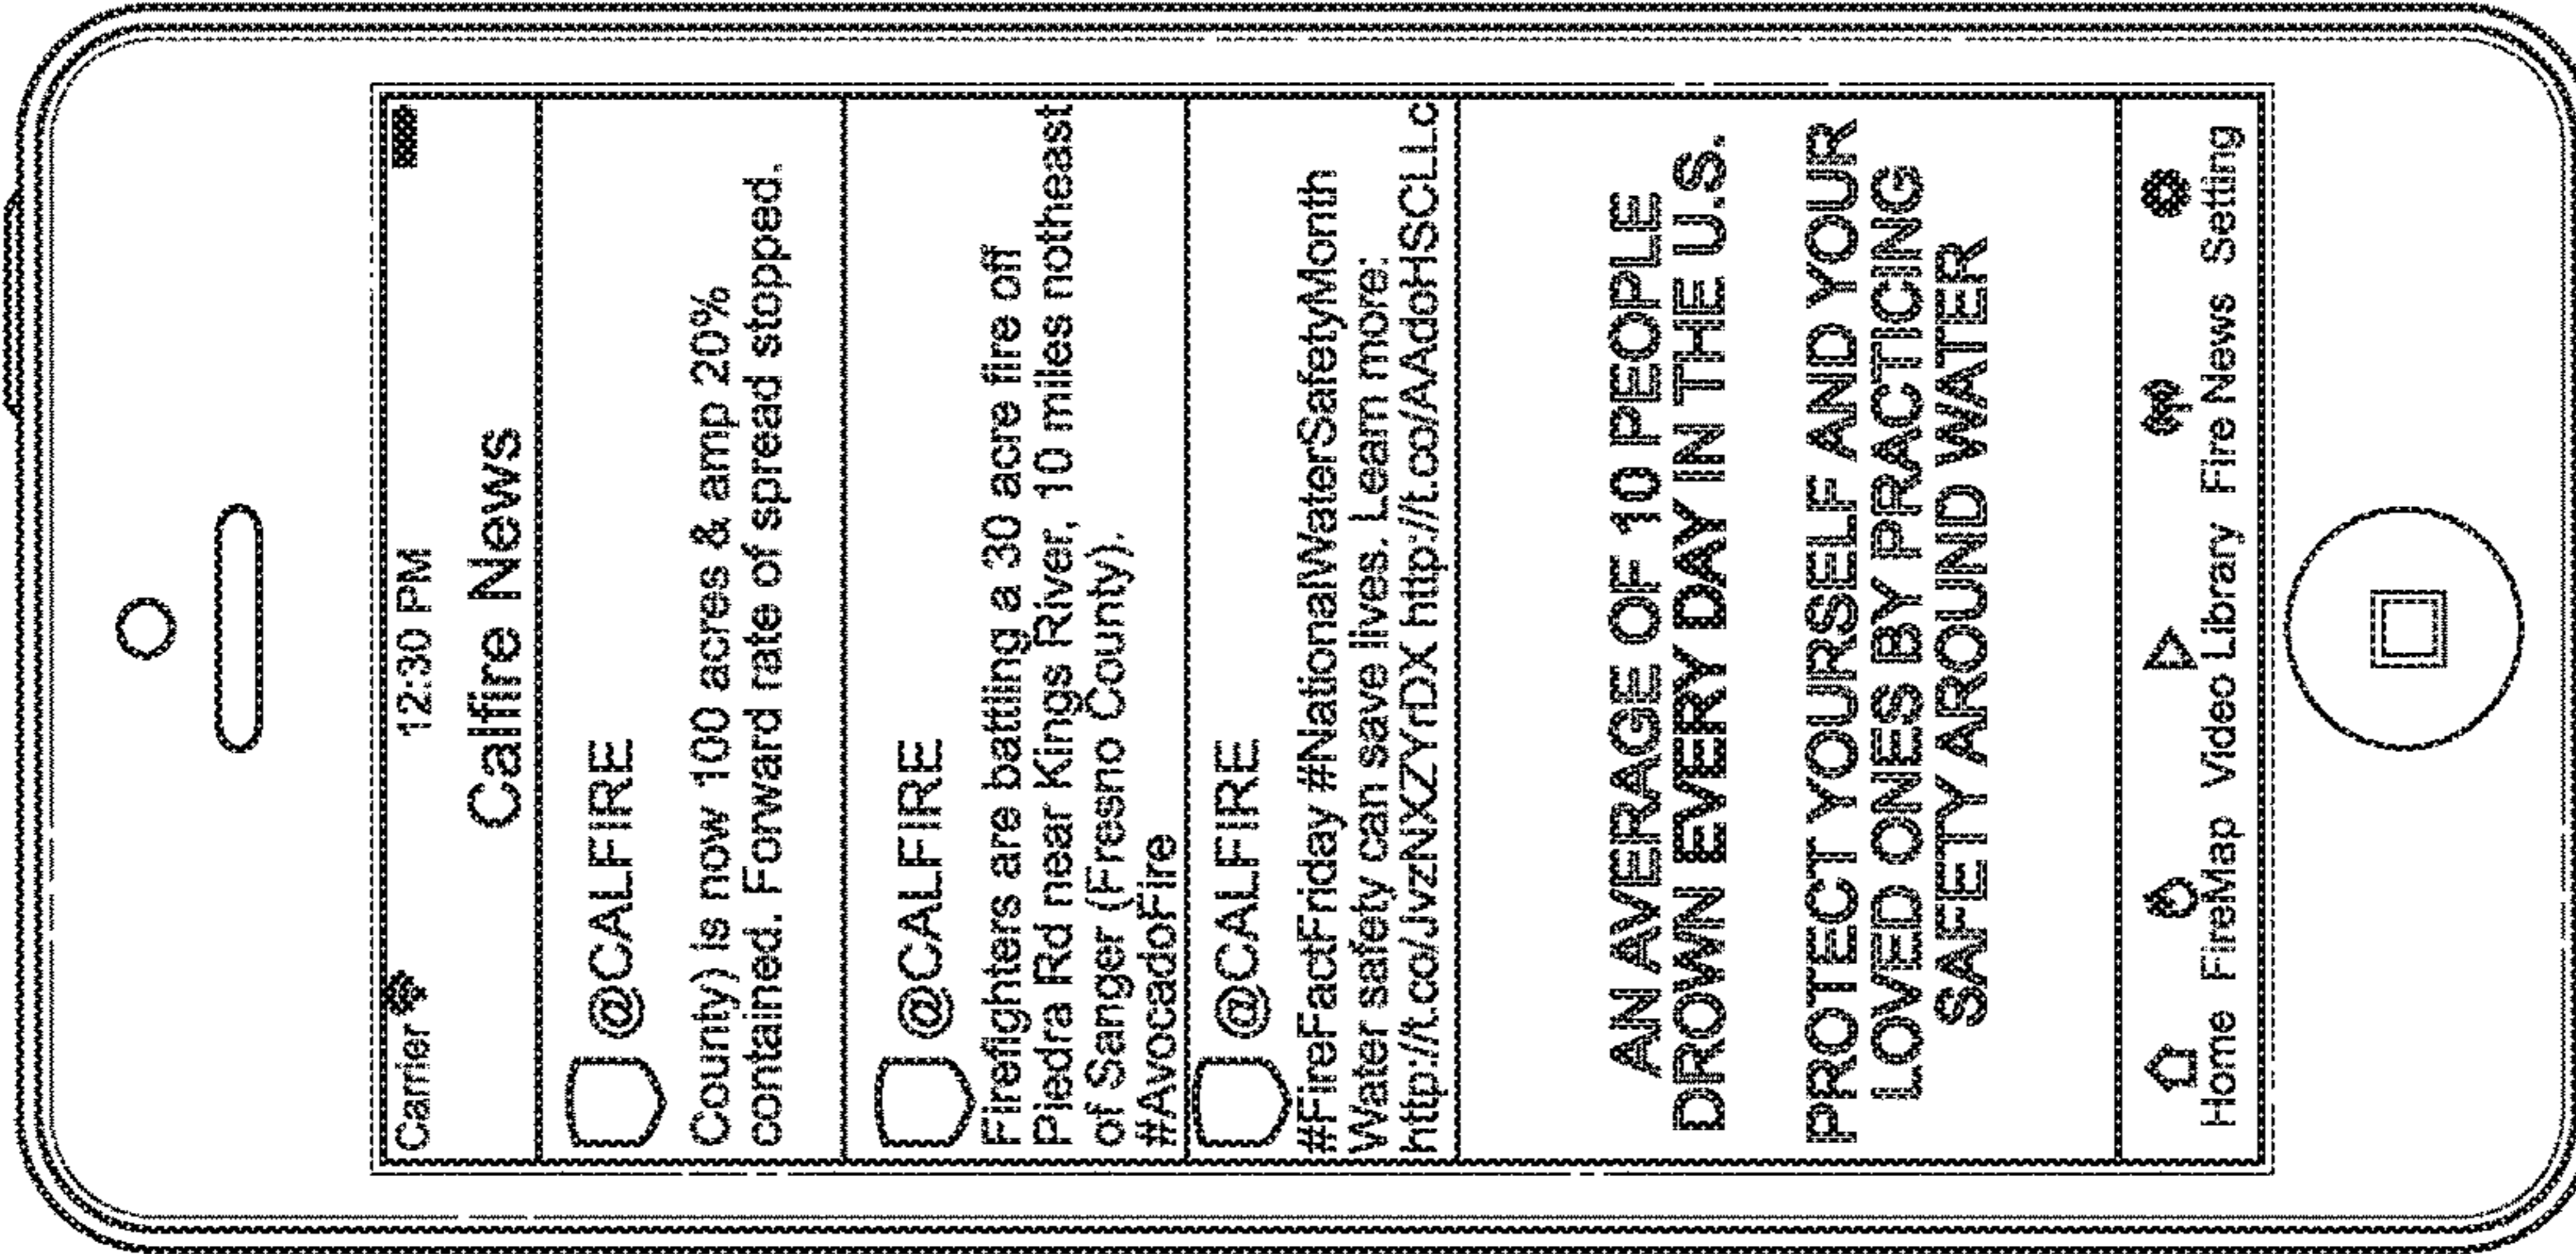 Carrier 12:30 PM
Calfire News
@CALFIRE
County) is now 100 acres & amp 20%
contained. Forward rate of spread stopped.
@CALFIRE
Firefighters are battling a 30 acre fire off
Piedra Rd near Kings River, 10 miles notheast
of Sanger (Fresno County).
#AvocadoFire
@CALFIRE
#FireFactFriday #NationalWaterSafetyMonth
Water safety can save lives. Learn more:
http://t.co/JvzNXZYrDX http://t.co/AAdoHSCLLc
AN AVERAGE OF 10 PEOPLE
DROWN EVERY DAY IN THE U.S.
PROTECT YOURSELF AND YOUR
LOVED ONES BY PRACTICING
SAFETY AROUND WATER
Home FireMap Video Library Fire News Setting